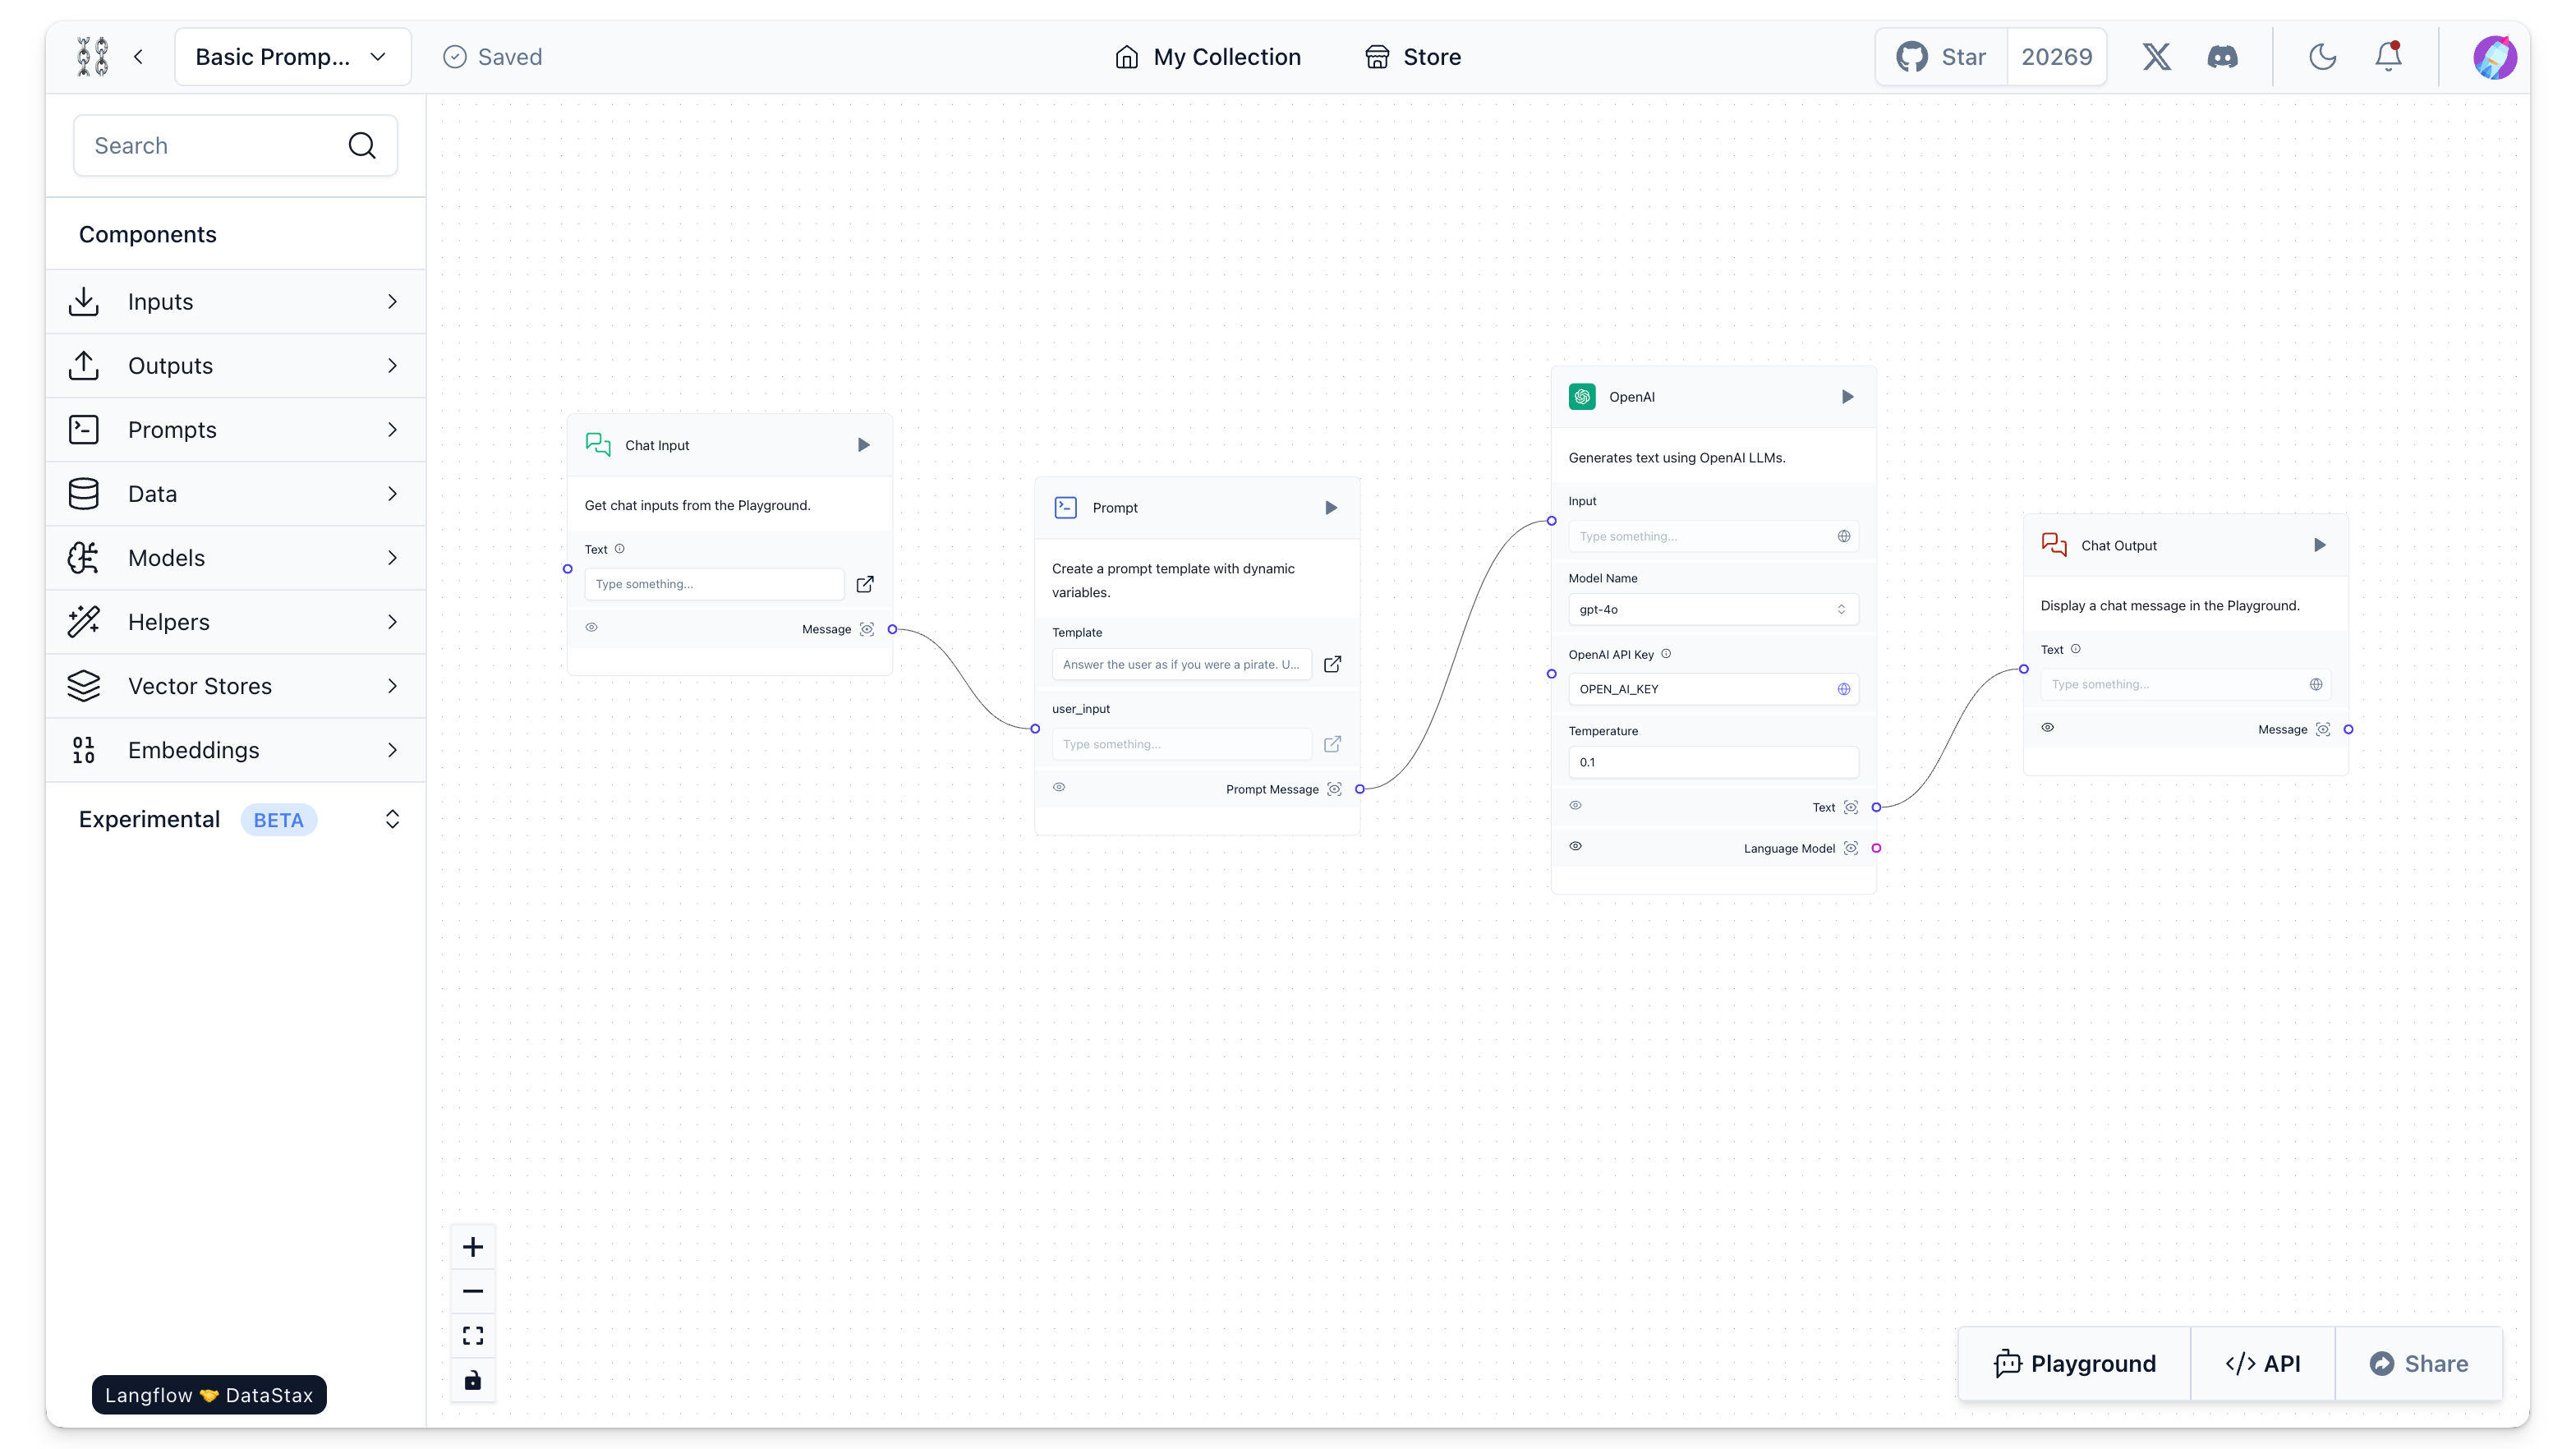 Basic Promp...
Saved
My Collection
Store
Star
20269
Search
Components
Inputs
Outputs
Prompts
Data
Models
Helpers
Vector Stores
0110
Embeddings
Experimental BETA
Langflow 🤝 DataStax
Chat Input
Get chat inputs from the Playground.
Text
Type something...
Message
Prompt
Create a prompt template with dynamic
variables.
Template
Answer the user as if you were a pirate. U...
user_input
Type something...
Prompt Message
OpenAI
Generates text using OpenAI LLMs.
Input
Type something...
Model Name
gpt-4o
OpenAI API Key
OPEN_AI_KEY
Temperature
0.1
Text
Language Model
Chat Output
Display a chat message in the Playground.
Text
Type something...
Message
Playground
</> API
Share